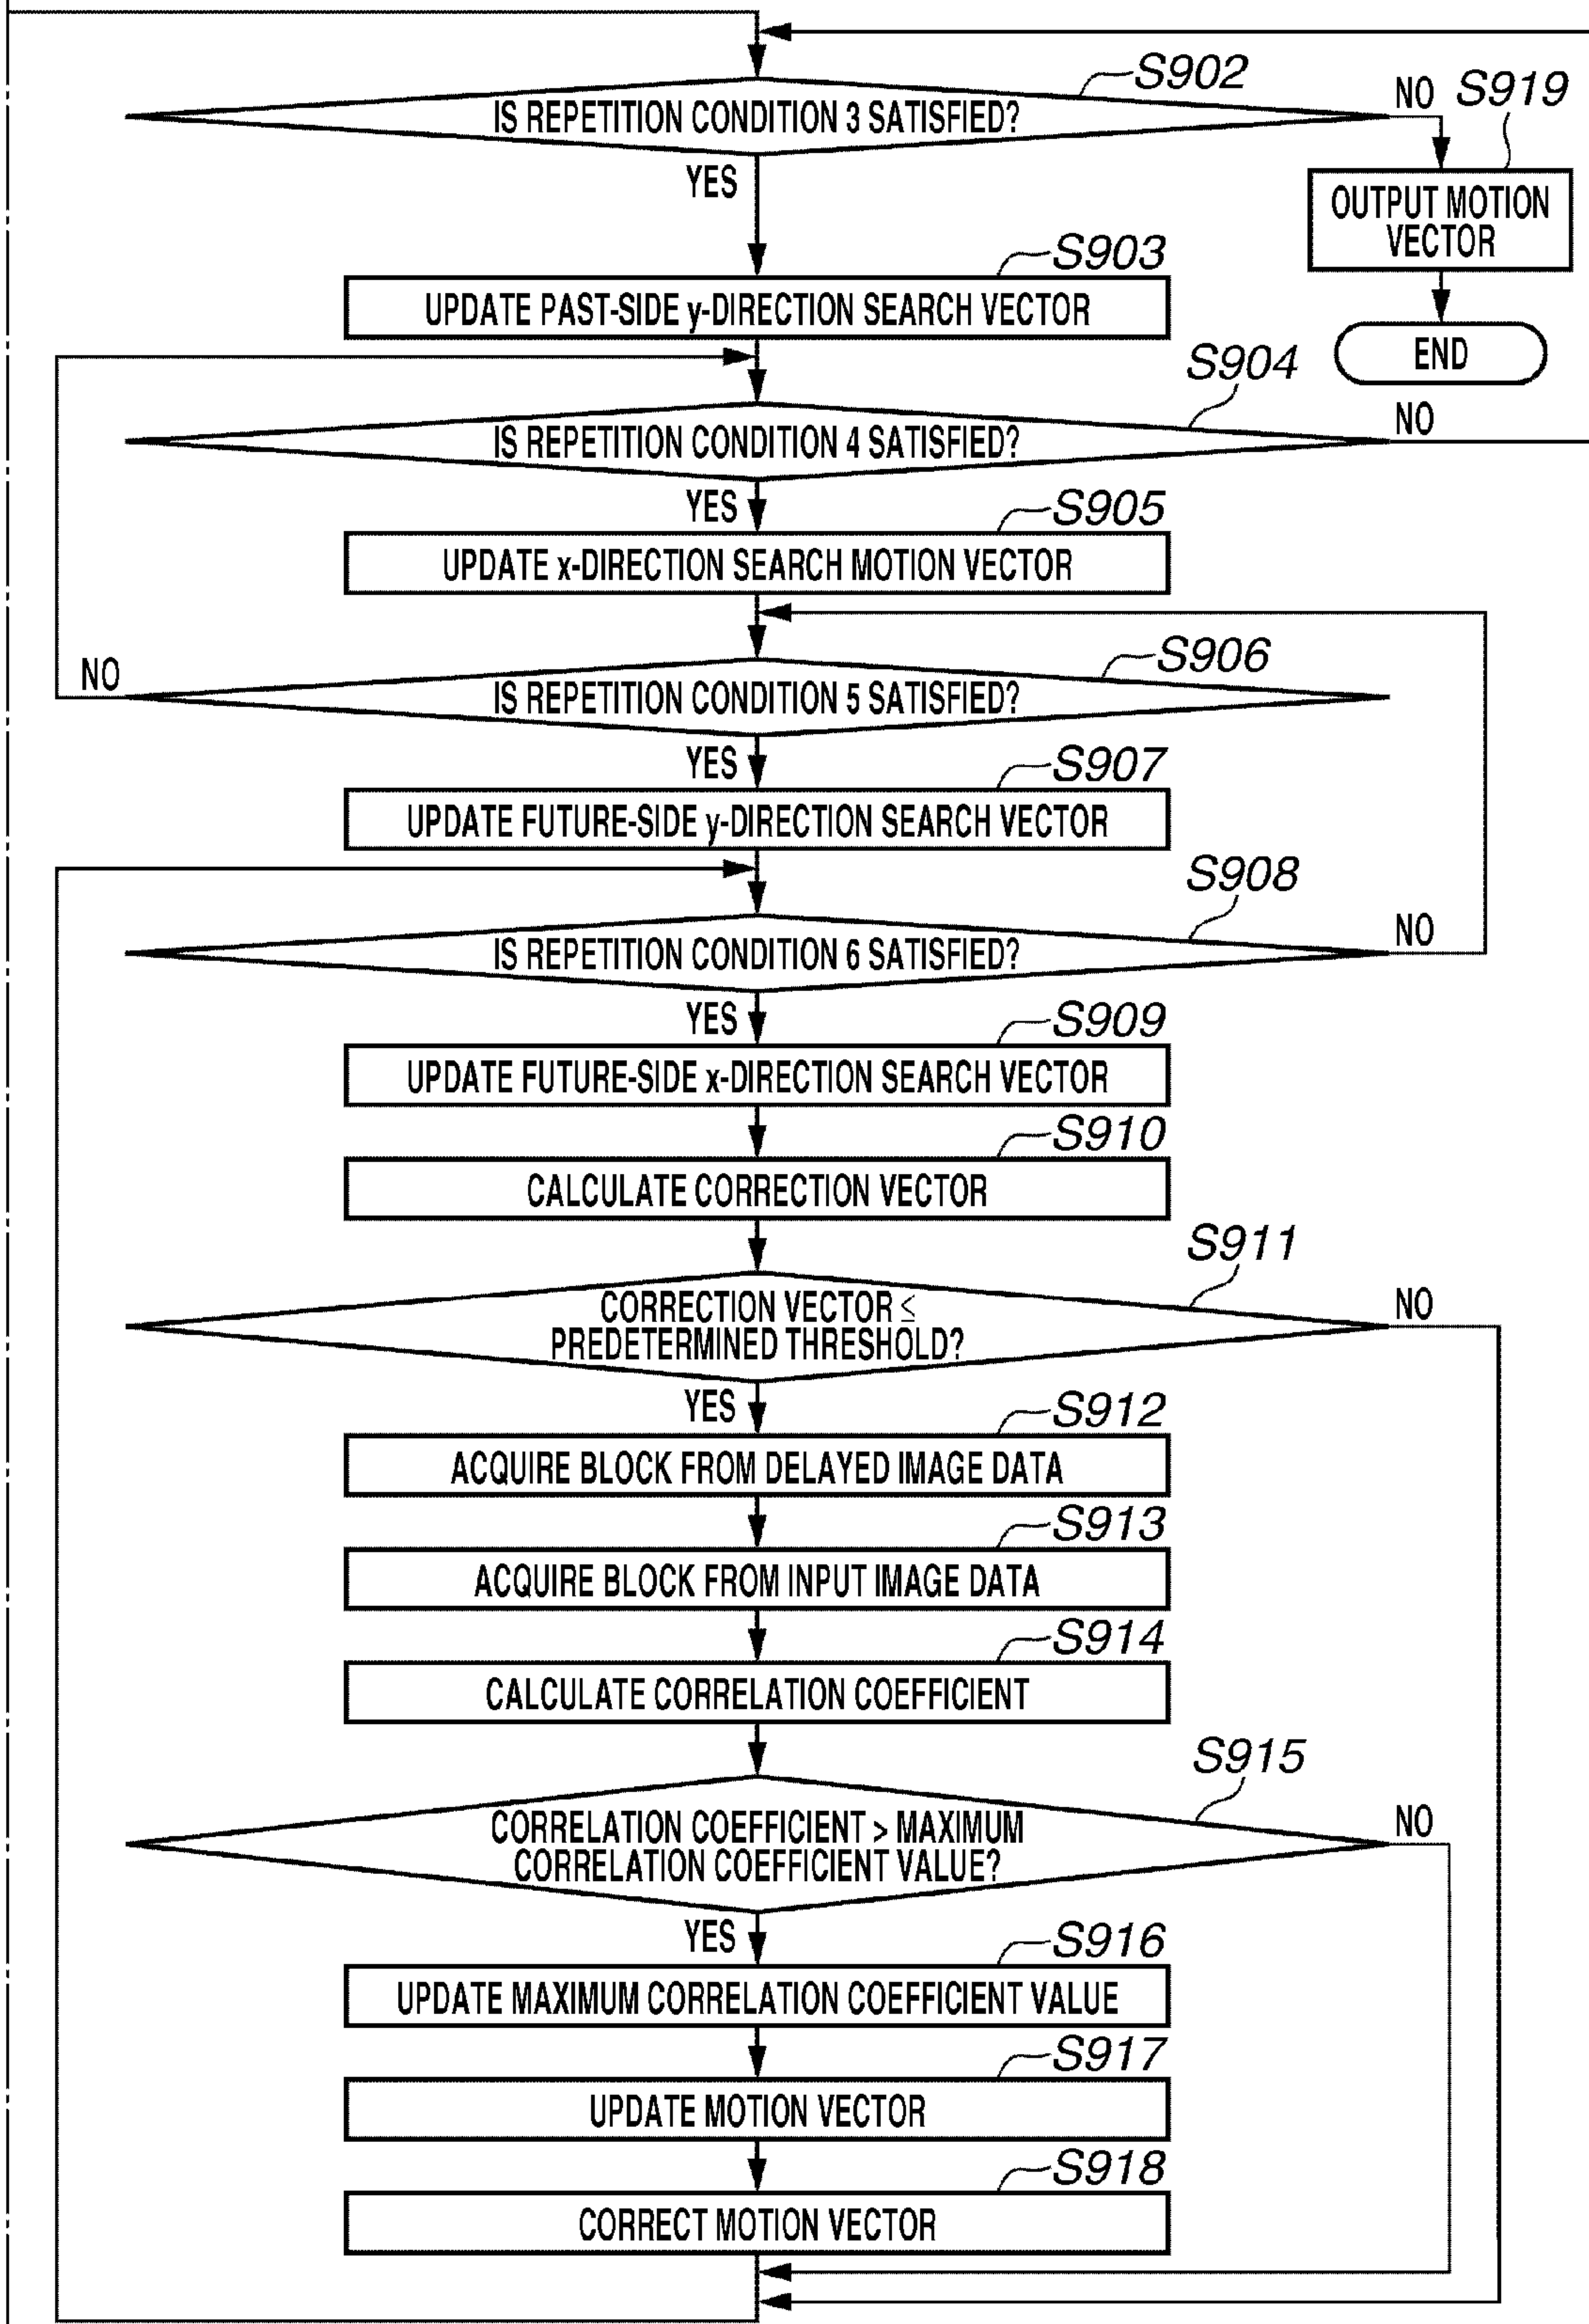 S902
IS REPETITION CONDITION 3 SATISFIED?
NO
S919
YES
OUTPUT MOTION
VECTOR
S903
UPDATE PAST-SIDE y-DIRECTION SEARCH VECTOR
END
S904
IS REPETITION CONDITION 4 SATISFIED?
NO
YES
S905
UPDATE x-DIRECTION SEARCH MOTION VECTOR
S906
NO
IS REPETITION CONDITION 5 SATISFIED?
YES
S907
UPDATE FUTURE-SIDE y-DIRECTION SEARCH VECTOR
S908
IS REPETITION CONDITION 6 SATISFIED?
NO
YES
S909
UPDATE FUTURE-SIDE x-DIRECTION SEARCH VECTOR
S910
CALCULATE CORRECTION VECTOR
S911
CORRECTION VECTOR ≤
PREDETERMINED THRESHOLD?
NO
YES
S912
ACQUIRE BLOCK FROM DELAYED IMAGE DATA
S913
ACQUIRE BLOCK FROM INPUT IMAGE DATA
S914
CALCULATE CORRELATION COEFFICIENT
S915
CORRELATION COEFFICIENT > MAXIMUM
CORRELATION COEFFICIENT VALUE?
NO
YES
S916
UPDATE MAXIMUM CORRELATION COEFFICIENT VALUE
S917
UPDATE MOTION VECTOR
S918
CORRECT MOTION VECTOR